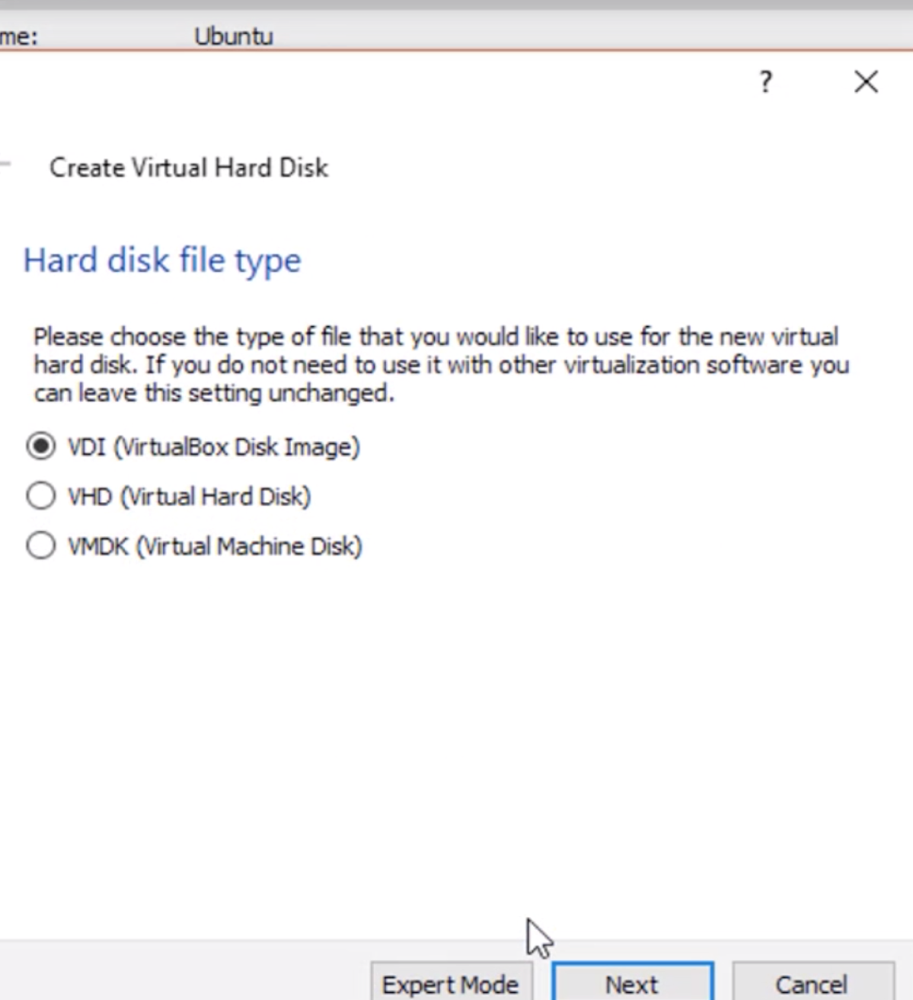 me: Ubuntu
?
Create Virtual Hard Disk
Hard disk file type
Please choose the type of file that you would like to use for the new virtual
hard disk. If you do not need to use it with other virtualization software you
can leave this setting unchanged.
VDI (VirtualBox Disk Image)
VHD (Virtual Hard Disk)
VMDK (Virtual Machine Disk)
Expert Mode Next Cancel